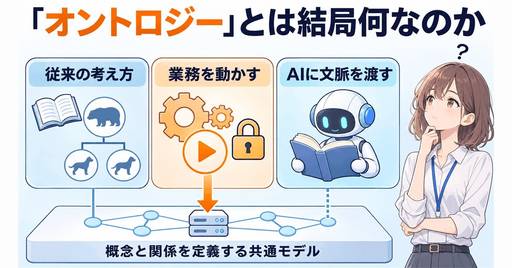 「オントロジー」とは結局何なのか
?
従来の考え方
業務を動かす
AIに文脈を渡す
概念と関係を定義する共通モデル